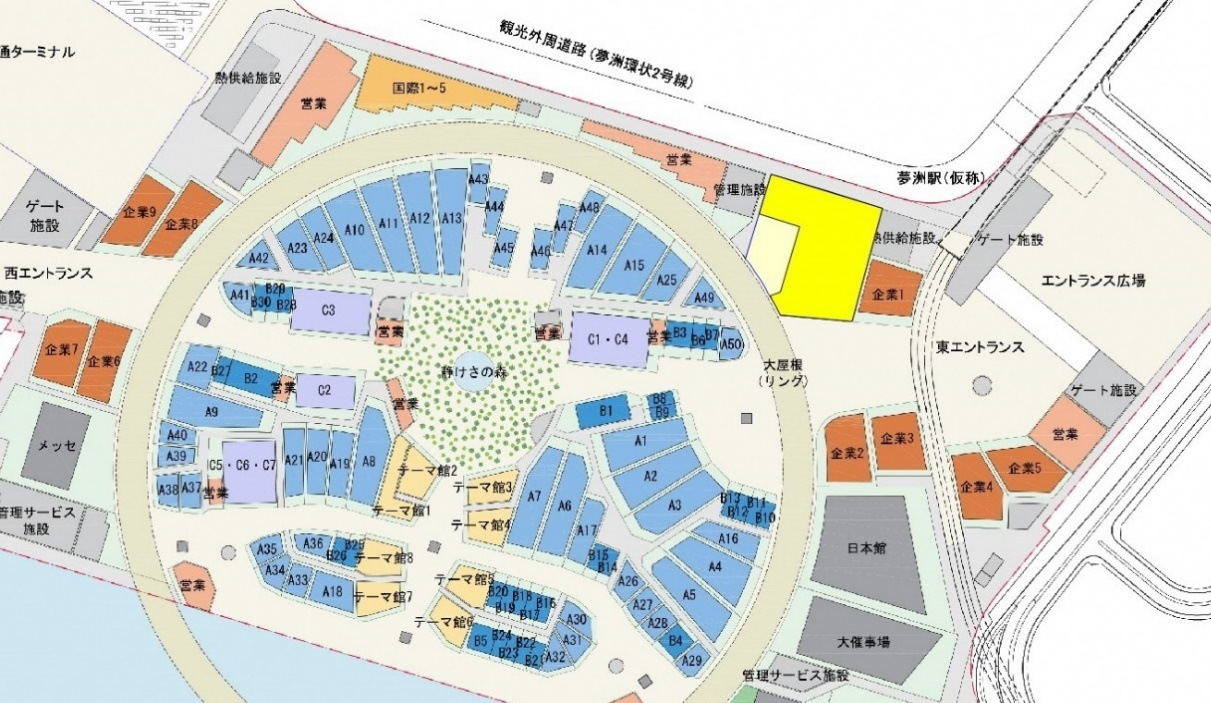 観光外周道路(夢洲環状2号線)
通ターミナル
熱供給施設
営業
国際1～5
営業
管理施設
夢洲駅(仮称)
ゲート
施設
企業9
企業8
A43
A44
A45
A46
A47
A48
A42
A23
A24
A10
A11
A12
A13
A14
A15
A25
A49
熱供給施設
ゲート施設
エントランス広場
企業1
西エントランス
施設
A41
B30
B29
B28
C3
営業
営業
C1・C4
営業
B3
B6
B7
A50
東エントランス
大屋根
(リング)
静けさの森
企業7
企業6
A22
B27
B2
営業
C2
営業
A9
B1
B8
B9
ゲート施設
営業
メッセ
A40
A39
A38
A37
C5
・C6・C7
営業
A21
A20
A19
A8
テーマ館2
テーマ館1
テーマ館3
テーマ館4
A7
A6
A17
B15
B14
A1
A2
A3
B13
B11
B12
B10
企業2
企業3
企業4
企業5
管理サービス
施設
A16
A4
A5
日本館
A35
A36
B25
B26
テーマ館8
A34
A33
A18
テーマ館7
営業
テーマ館5
テーマ館6
B20
B18
B16
B19
B17
A30
A31
B5
B24
B22
B23
B21
A32
A26
A27
A28
B4
A29
大催事場
管理サービス施設